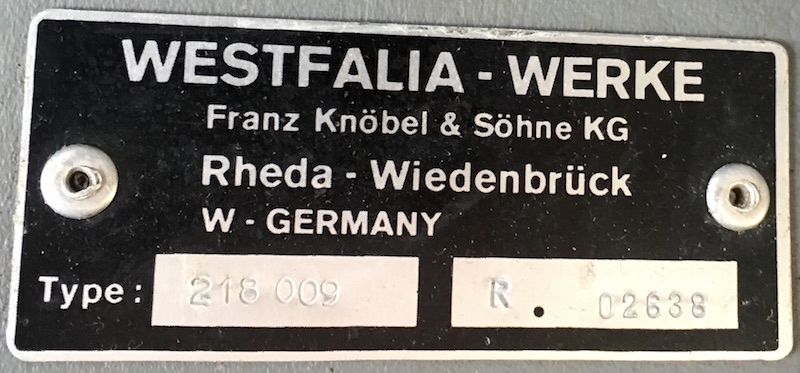 WESTFALIA - WERKE
Franz Knöbel & Söhne KG
Rheda - Wiedenbrück
W - GERMANY
Type: 218 009 R. 02638